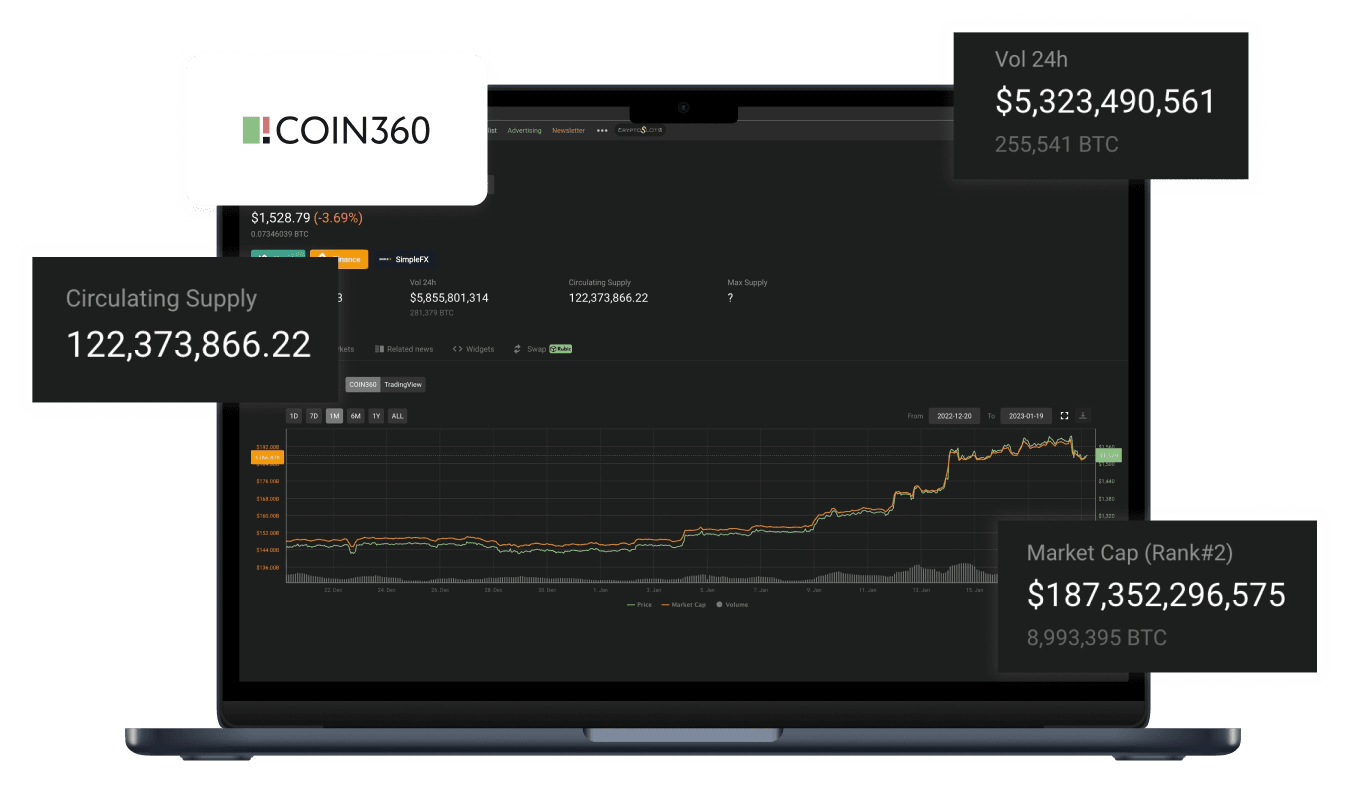 Vol 24h
$5,323,490,561
255,541 BTC
COIN360
list Advertising Newsletter ••• CRYPTOSLOTS
$1,528.79 (-3.69%)
0.07346039 BTC
SimpleFX
Circulating Supply
122,373,866.22
3
Vol 24h
$5,855,801,314
281,379 BTC
Circulating Supply
122,373,866.22
Max Supply
?
Related news Widgets Swap Rubic
COIN360 TradingView
1D 7D 1M 6M 1Y ALL
From 2022-12-20 To 2023-01-19
$192.00B
$176.00B
$168.00B
$160.00B
$152.00B
$144.00B
$136.00B
$1,560
$1,529
$1,500
$1,440
$1,380
$1,320
22. Dec 24. Dec 26. Dec 28. Dec 30. Dec 1. Jan 3. Jan 5. Jan 7. Jan 9. Jan 11. Jan 13. Jan 15. Jan
Price Market Cap Volume
Market Cap (Rank#2)
$187,352,296,575
8,993,395 BTC